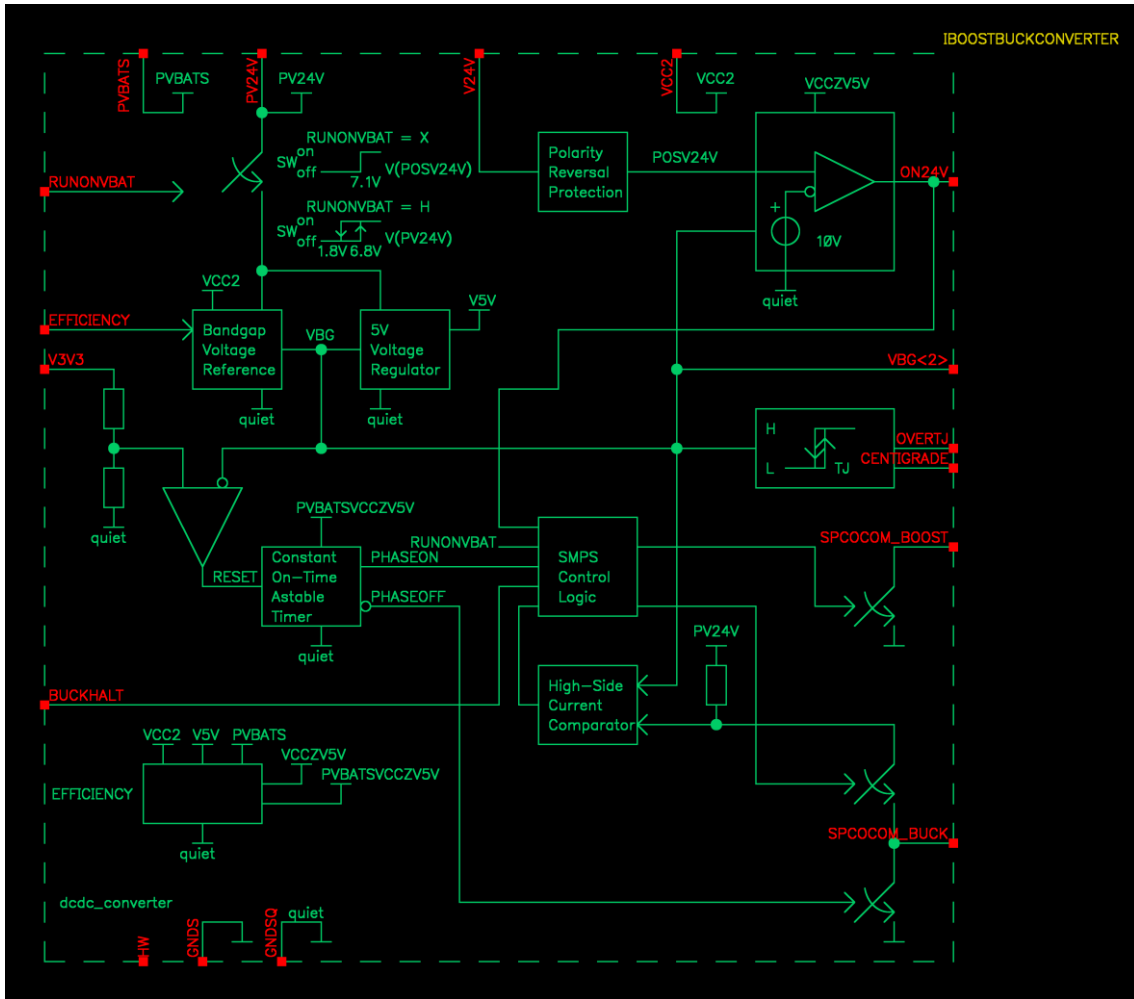 IBOOSTBUCKCONVERTER
PVBATS
PVBATS
PV24V
PV24V
V24V
VCC2
VCC2
VCCZV5V
RUNONVBAT = X
SW on
off
7.1V
V(POSV24V)
RUNONVBAT
RUNONVBAT = H
SW on
off
1.8V 6.8V
V(PV24V)
Polarity
Reversal
Protection
POSV24V
+
10V
quiet
ON24V
EFFICIENCY
VCC2
Bandgap
Voltage
Reference
quiet
VBG
5V
Voltage
Regulator
quiet
V5V
V3V3
quiet
VBG<2>
H
L
TJ
OVERTJ
CENTIGRADE
PVBATSVCCZV5V
RESET
Constant
On-Time
Astable
Timer
quiet
RUNONVBAT
PHASEON
PHASEOFF
SMPS
Control
Logic
SPCOCOM_BOOST
PV24V
High-Side
Current
Comparator
BUCKHALT
VCC2
V5V
PVBATS
VCCZV5V
PVBATSVCCZV5V
EFFICIENCY
quiet
SPCOCOM_BUCK
dcdc_converter
HW
GNDS
GNDSQ
quiet